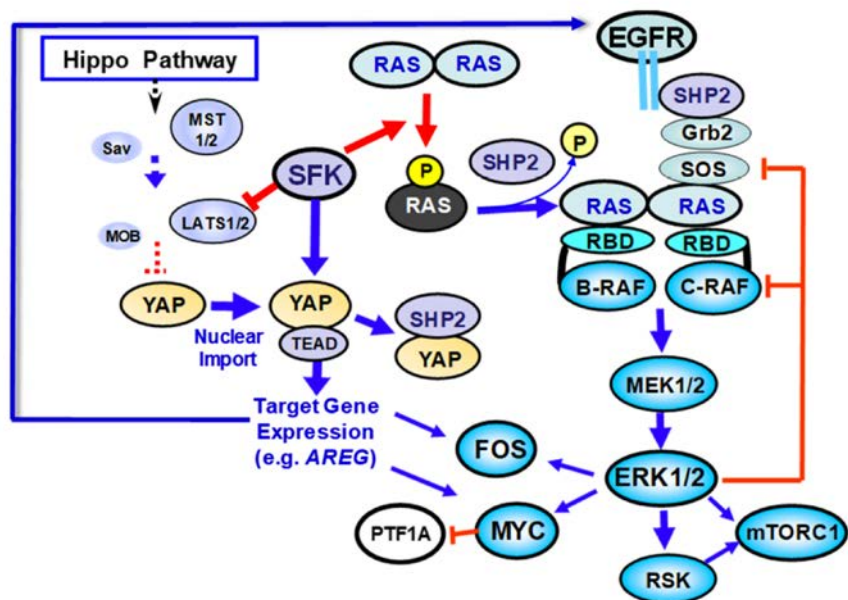 EGFR
Hippo Pathway
RAS RAS
SHP2
MST
1/2
Grb2
Sav
P
SHP2
P
SFK
SOS
RAS
LATS1/2
RAS RAS
MOB
RBD RBD
B-RAF C-RAF
YAP
YAP
SHP2
Nuclear
Import
TEAD
YAP
MEK1/2
Target Gene
Expression
(e.g. AREG)
FOS
ERK1/2
PTF1A
MYC
mTORC1
RSK